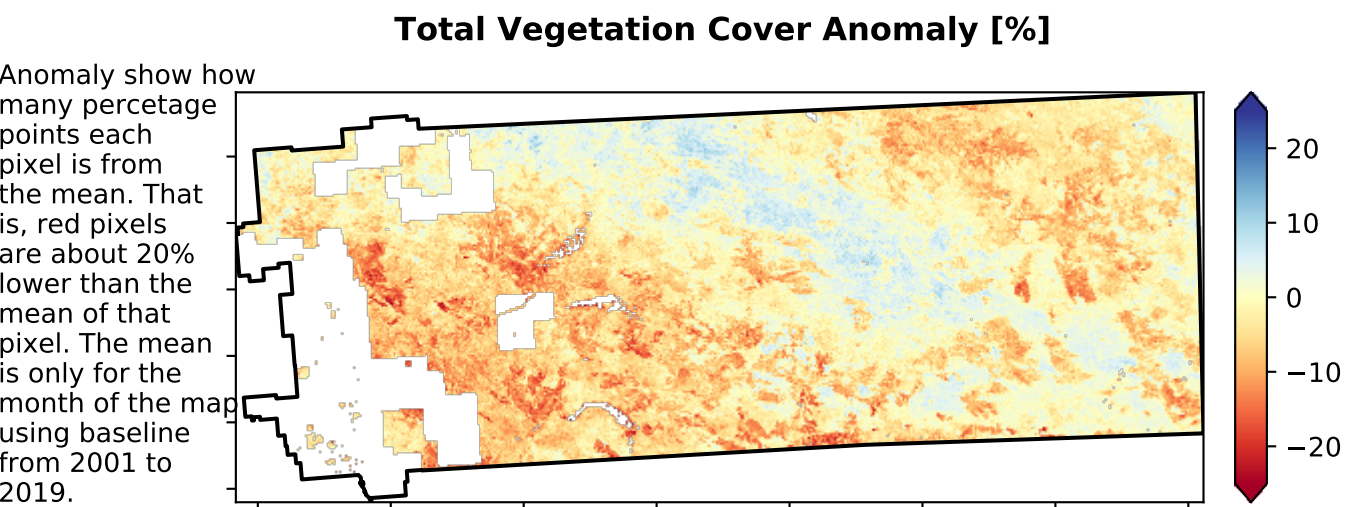 Total Vegetation Cover Anomaly [%]
Anomaly show how
many percetage
points each
pixel is from
the mean. That
is, red pixels
are about 20%
lower than the
mean of that
pixel. The mean
is only for the
month of the map
using baseline
from 2001 to
2019.
20
10
0
−10
−20